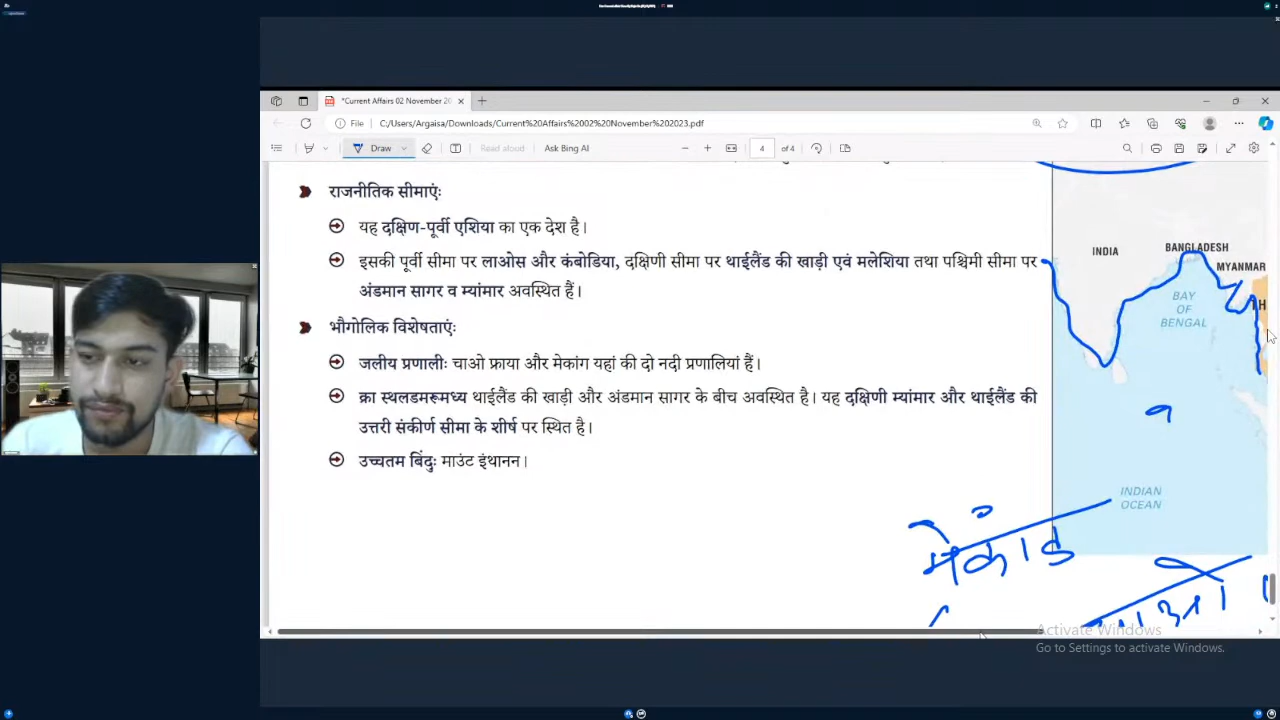 *Current Affairs 02 November 20
File C:/Users/Argaisa/Downloads/Current%20Affairs%2002%20November%202023.pdf
Draw Read aloud Ask Bing AI 4 of 4
राजनीतिक सीमाएं:
यह दक्षिण-पूर्वी एशिया का एक देश है।
इसकी पूर्वी सीमा पर लाओस और कंबोडिया, दक्षिणी सीमा पर थाईलैंड की खाड़ी एवं मलेशिया तथा पश्चिमी सीमा पर
अंडमान सागर व म्यांमार अवस्थित हैं।
भौगोलिक विशेषताएं:
जलीय प्रणाली: चाओ फ्राया और मेकांग यहां की दो नदी प्रणालियां हैं।
क्रा स्थलडमरूमध्य थाईलैंड की खाड़ी और अंडमान सागर के बीच अवस्थित है। यह दक्षिणी म्यांमार और थाईलैंड की
उत्तरी संकीर्ण सीमा के शीर्ष पर स्थित है।
उच्चतम बिंदु: माउंट इंथानन।
INDIA
BANGLADESH
MYANMAR
BAY
OF
BENGAL
TH
INDIAN
OCEAN
Activate Windows
Go to Settings to activate Windows.